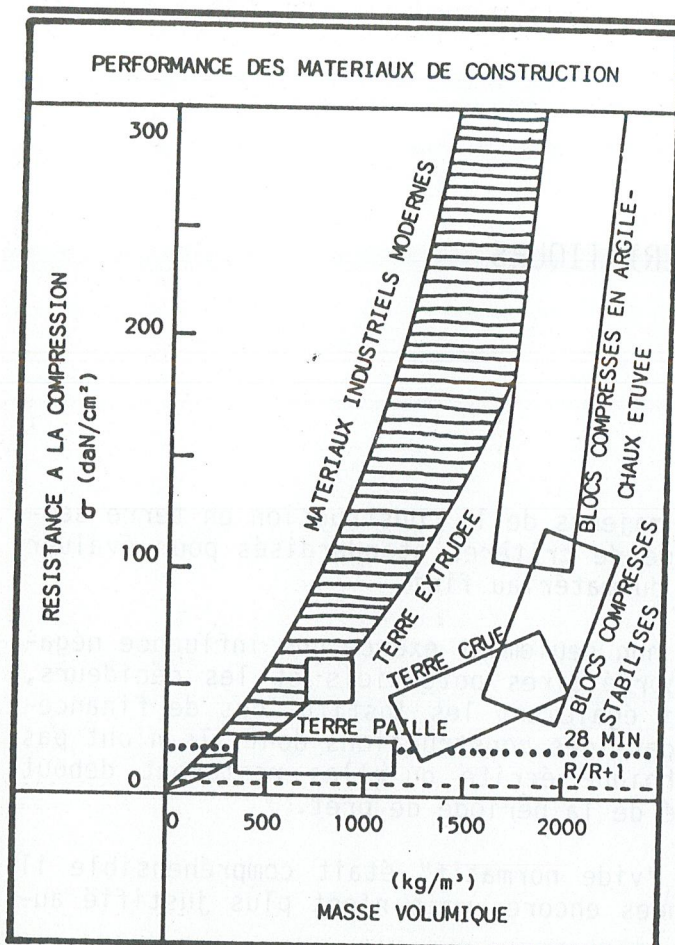 PERFORMANCE DES MATERIAUX DE CONSTRUCTION
RESISTANCE A LA COMPRESSION
σ (daN/cm²)
300
200
100
0
MATERIAUX INDUSTRIELS MODERNES
TERRE EXTRUDEE
TERRE CRUE
TERRE PAILLE
BLOCS COMPRESSES EN ARGILE-
CHAUX ETUVEE
BLOCS COMPRESSES
STABILISES
28 MIN
R/R+
0
500
1000
1500
2000
(kg/m³)
MASSE VOLUMIQUE